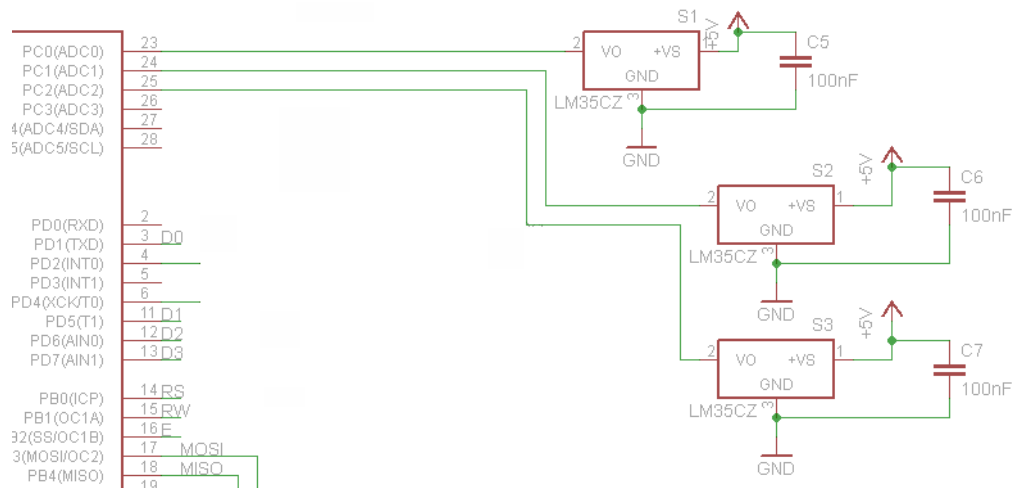 PC0(ADC0) 23
PC1(ADC1) 24
PC2(ADC2) 25
PC3(ADC3) 26
4(ADC4/SDA) 27
5(ADC5/SCL) 28
PD0(RXD) 2
PD1(TXD) 3 D0
PD2(INT0) 4
PD3(INT1) 5
PD4(XCK/T0) 6
PD5(T1) 11 D1
PD6(AIN0) 12 D2
PD7(AIN1) 13 D3
PB0(ICP) 14 RS
PB1(OC1A) 15 RW
32(SS/OC1B) 16 E
3(MOSI/OC2) 17 MOSI
PB4(MISO) 18 MISO
19
S1
+5V
2 VO +VS 1
GND
LM35CZ 3
C5
100nF
GND
S2
+5V
2 VO +VS 1
GND
LM35CZ 3
C6
100nF
GND
S3
+5V
2 VO +VS 1
GND
LM35CZ 3
C7
100nF
GND